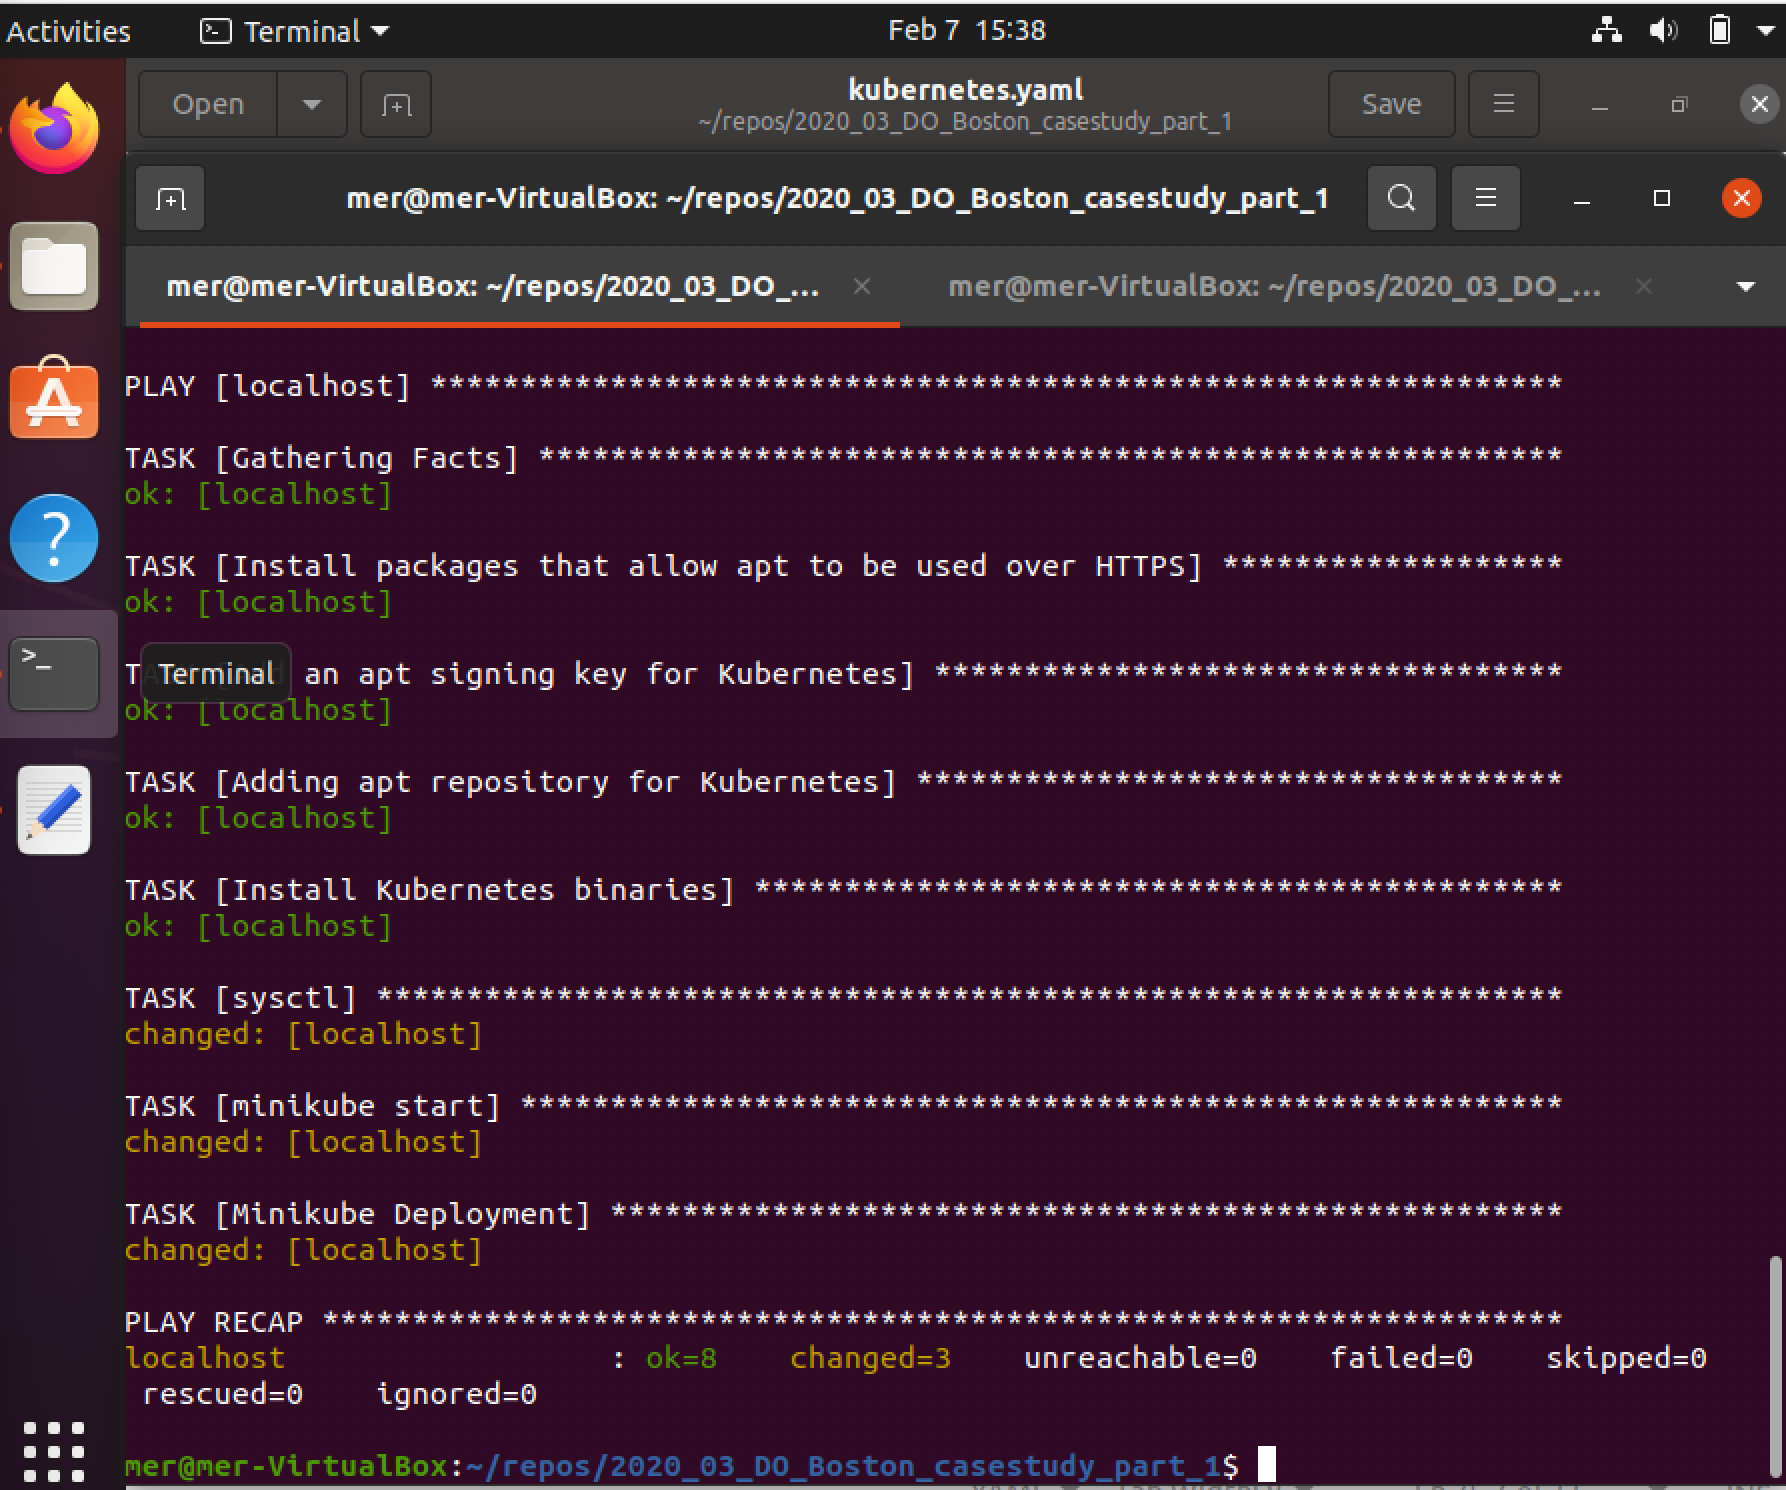 Activities Terminal Feb 7 15:38
Open kubernetes.yaml Save
~/repos/2020_03_DO_Boston_casestudy_part_1
mer@mer-VirtualBox: ~/repos/2020_03_DO_Boston_casestudy_part_1
mer@mer-VirtualBox: ~/repos/2020_03_DO_... mer@mer-VirtualBox: ~/repos/2020_03_DO_...
PLAY [localhost] ***************************************************************
TASK [Gathering Facts] *********************************************************
ok: [localhost]
TASK [Install packages that allow apt to be used over HTTPS] *******************
ok: [localhost]
Terminal an apt signing key for Kubernetes] ***********************************
ok: [localhost]
TASK [Adding apt repository for Kubernetes] ************************************
ok: [localhost]
TASK [Install Kubernetes binaries] *********************************************
ok: [localhost]
TASK [sysctl] ******************************************************************
changed: [localhost]
TASK [minikube start] **********************************************************
changed: [localhost]
TASK [Minikube Deployment] *****************************************************
changed: [localhost]
PLAY RECAP *********************************************************************
localhost : ok=8 changed=3 unreachable=0 failed=0 skipped=0
rescued=0 ignored=0
mer@mer-VirtualBox:~/repos/2020_03_DO_Boston_casestudy_part_1$